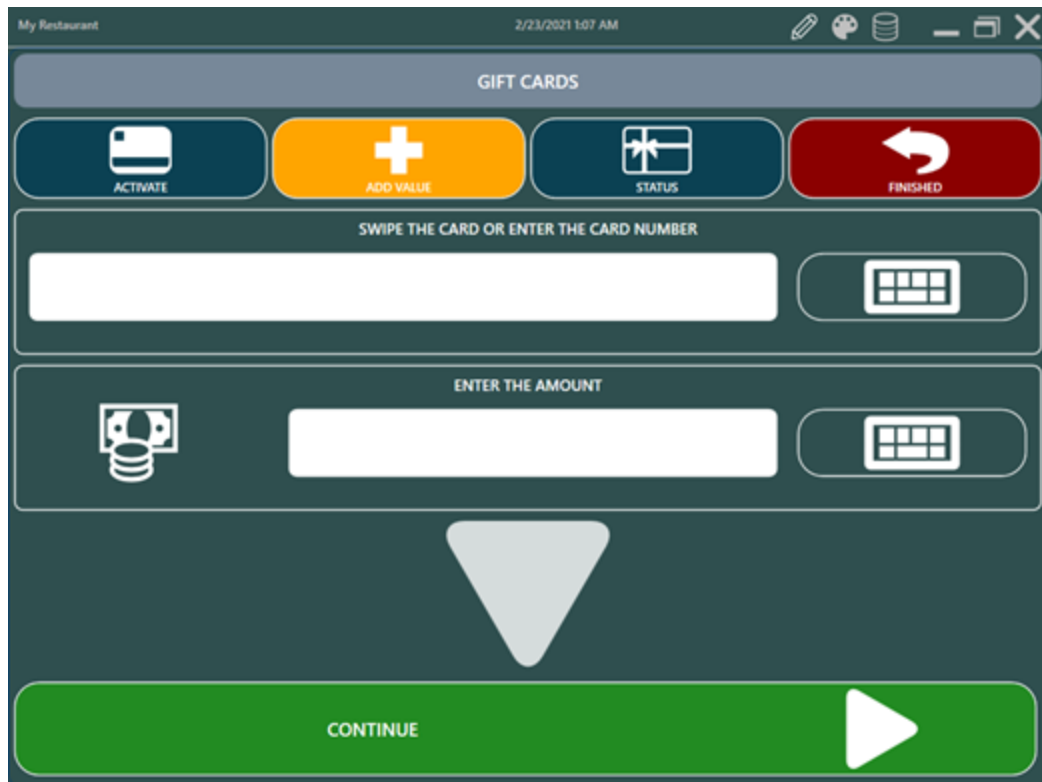 My Restaurant 2/23/2021 1:07 AM
GIFT CARDS
ACTIVATE ADD VALUE STATUS FINISHED
SWIPE THE CARD OR ENTER THE CARD NUMBER
ENTER THE AMOUNT
CONTINUE